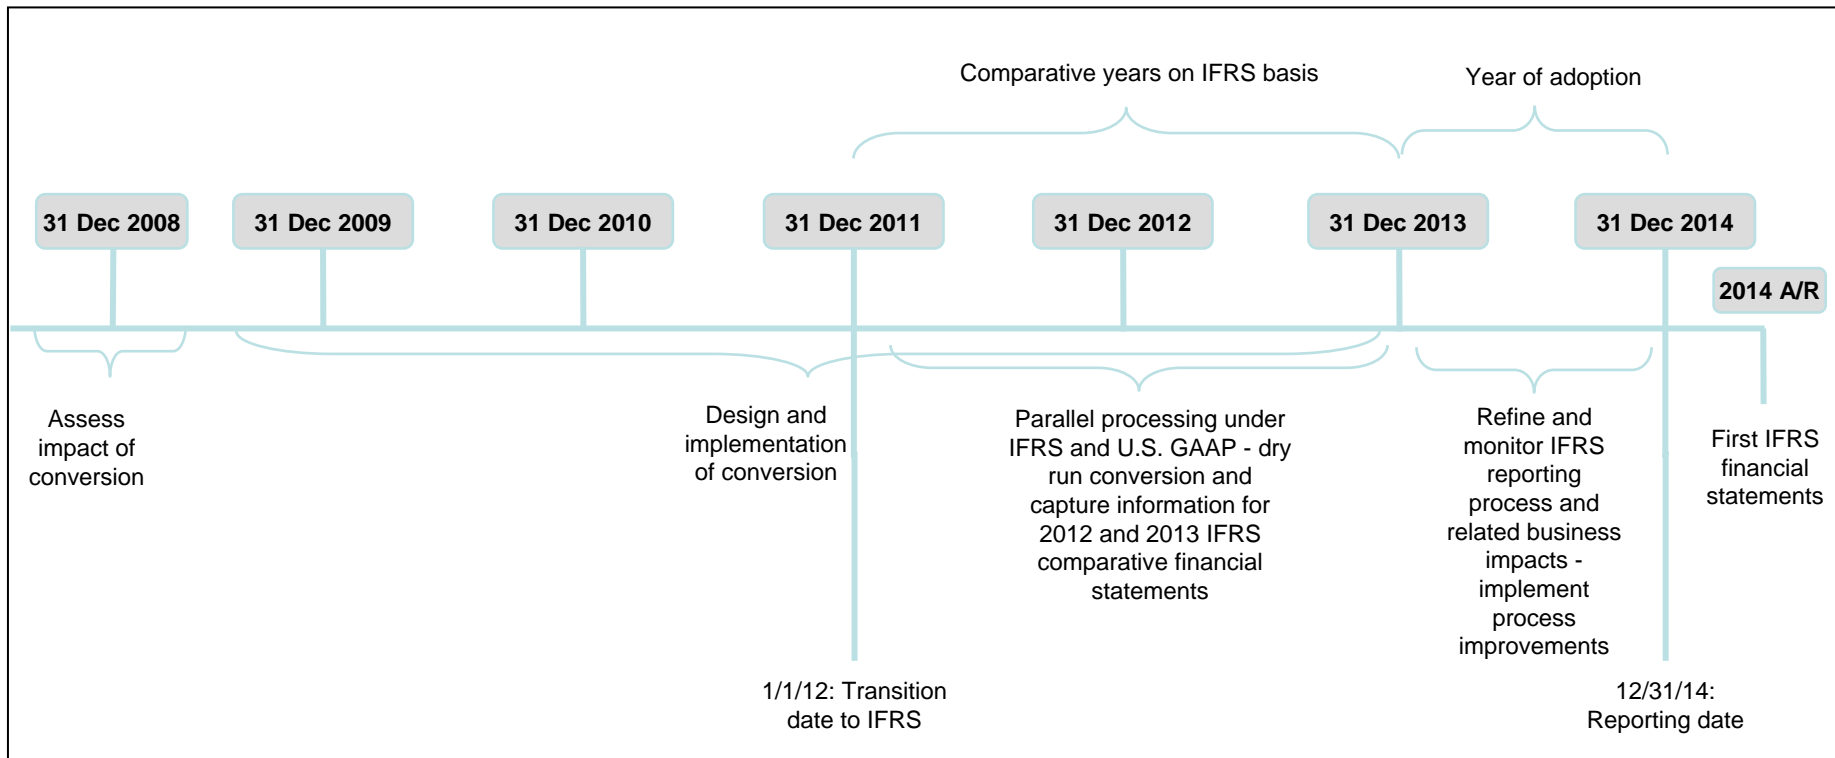 Comparative years on IFRS basis
Year of adoption
31 Dec 2008
31 Dec 2009
31 Dec 2010
31 Dec 2011
31 Dec 2012
31 Dec 2013
31 Dec 2014
2014 A/R
Assess
impact of
conversion
Design and
implementation
of conversion
Parallel processing under
IFRS and U.S. GAAP - dry
run conversion and
capture information for
2012 and 2013 IFRS
comparative financial
statements
Refine and
monitor IFRS
reporting
process and
related business
impacts -
implement
process
improvements
First IFRS
financial
statements
1/1/12: Transition
date to IFRS
12/31/14:
Reporting date